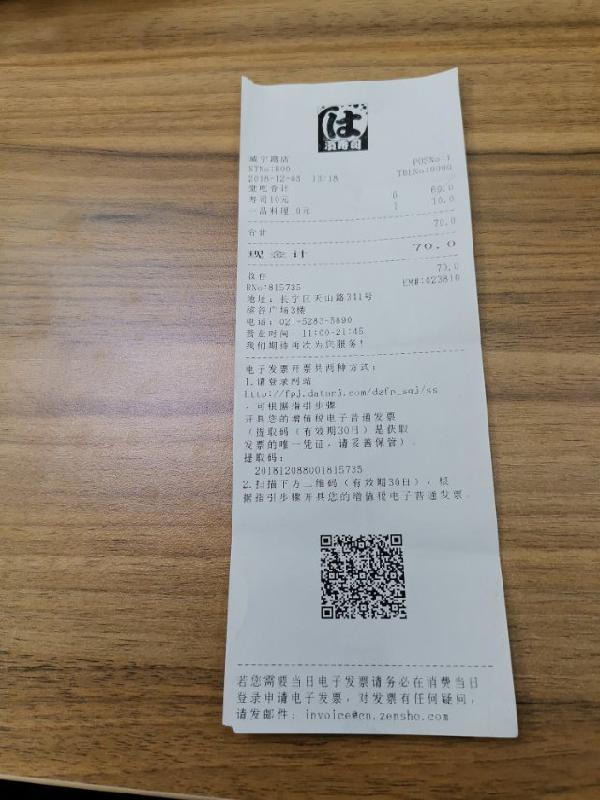 は
濱寿司
威宁路店 POSNo 1
STNo:800 TBLNo:0000
2018-12-08 13:18
堂吃合计
寿司10元 6 60.0
一品料理 0元 1 10.0
合计 70.0
现金计 70.0
找存 70.0
RNo:815735 EM#:423810
地址: 长宁区天山路311号
缤谷广场3楼
电话: 02 -5283-5690
营业时间 11:00-21:45
我们期待再次为您服务!
电子发票开票具两种方式:
1.请登录网站
http://fpj.datarj.com/dzfp_sqj/ss
,可根据指引步骤
开具您的增值税电子普通发票
(提取码(有效期30日)是获取
发票的唯一凭证,请妥善保管)。
提取码:
201812088001815735
2.扫描下方二维码(有效期30日),根
据指引步骤开具您的增值税电子普通发票。
若您需要当日电子发票请务必在消费当日
登录申请电子发票,对发票有任何疑问,
请发邮件: invoice@cn.zensho.com